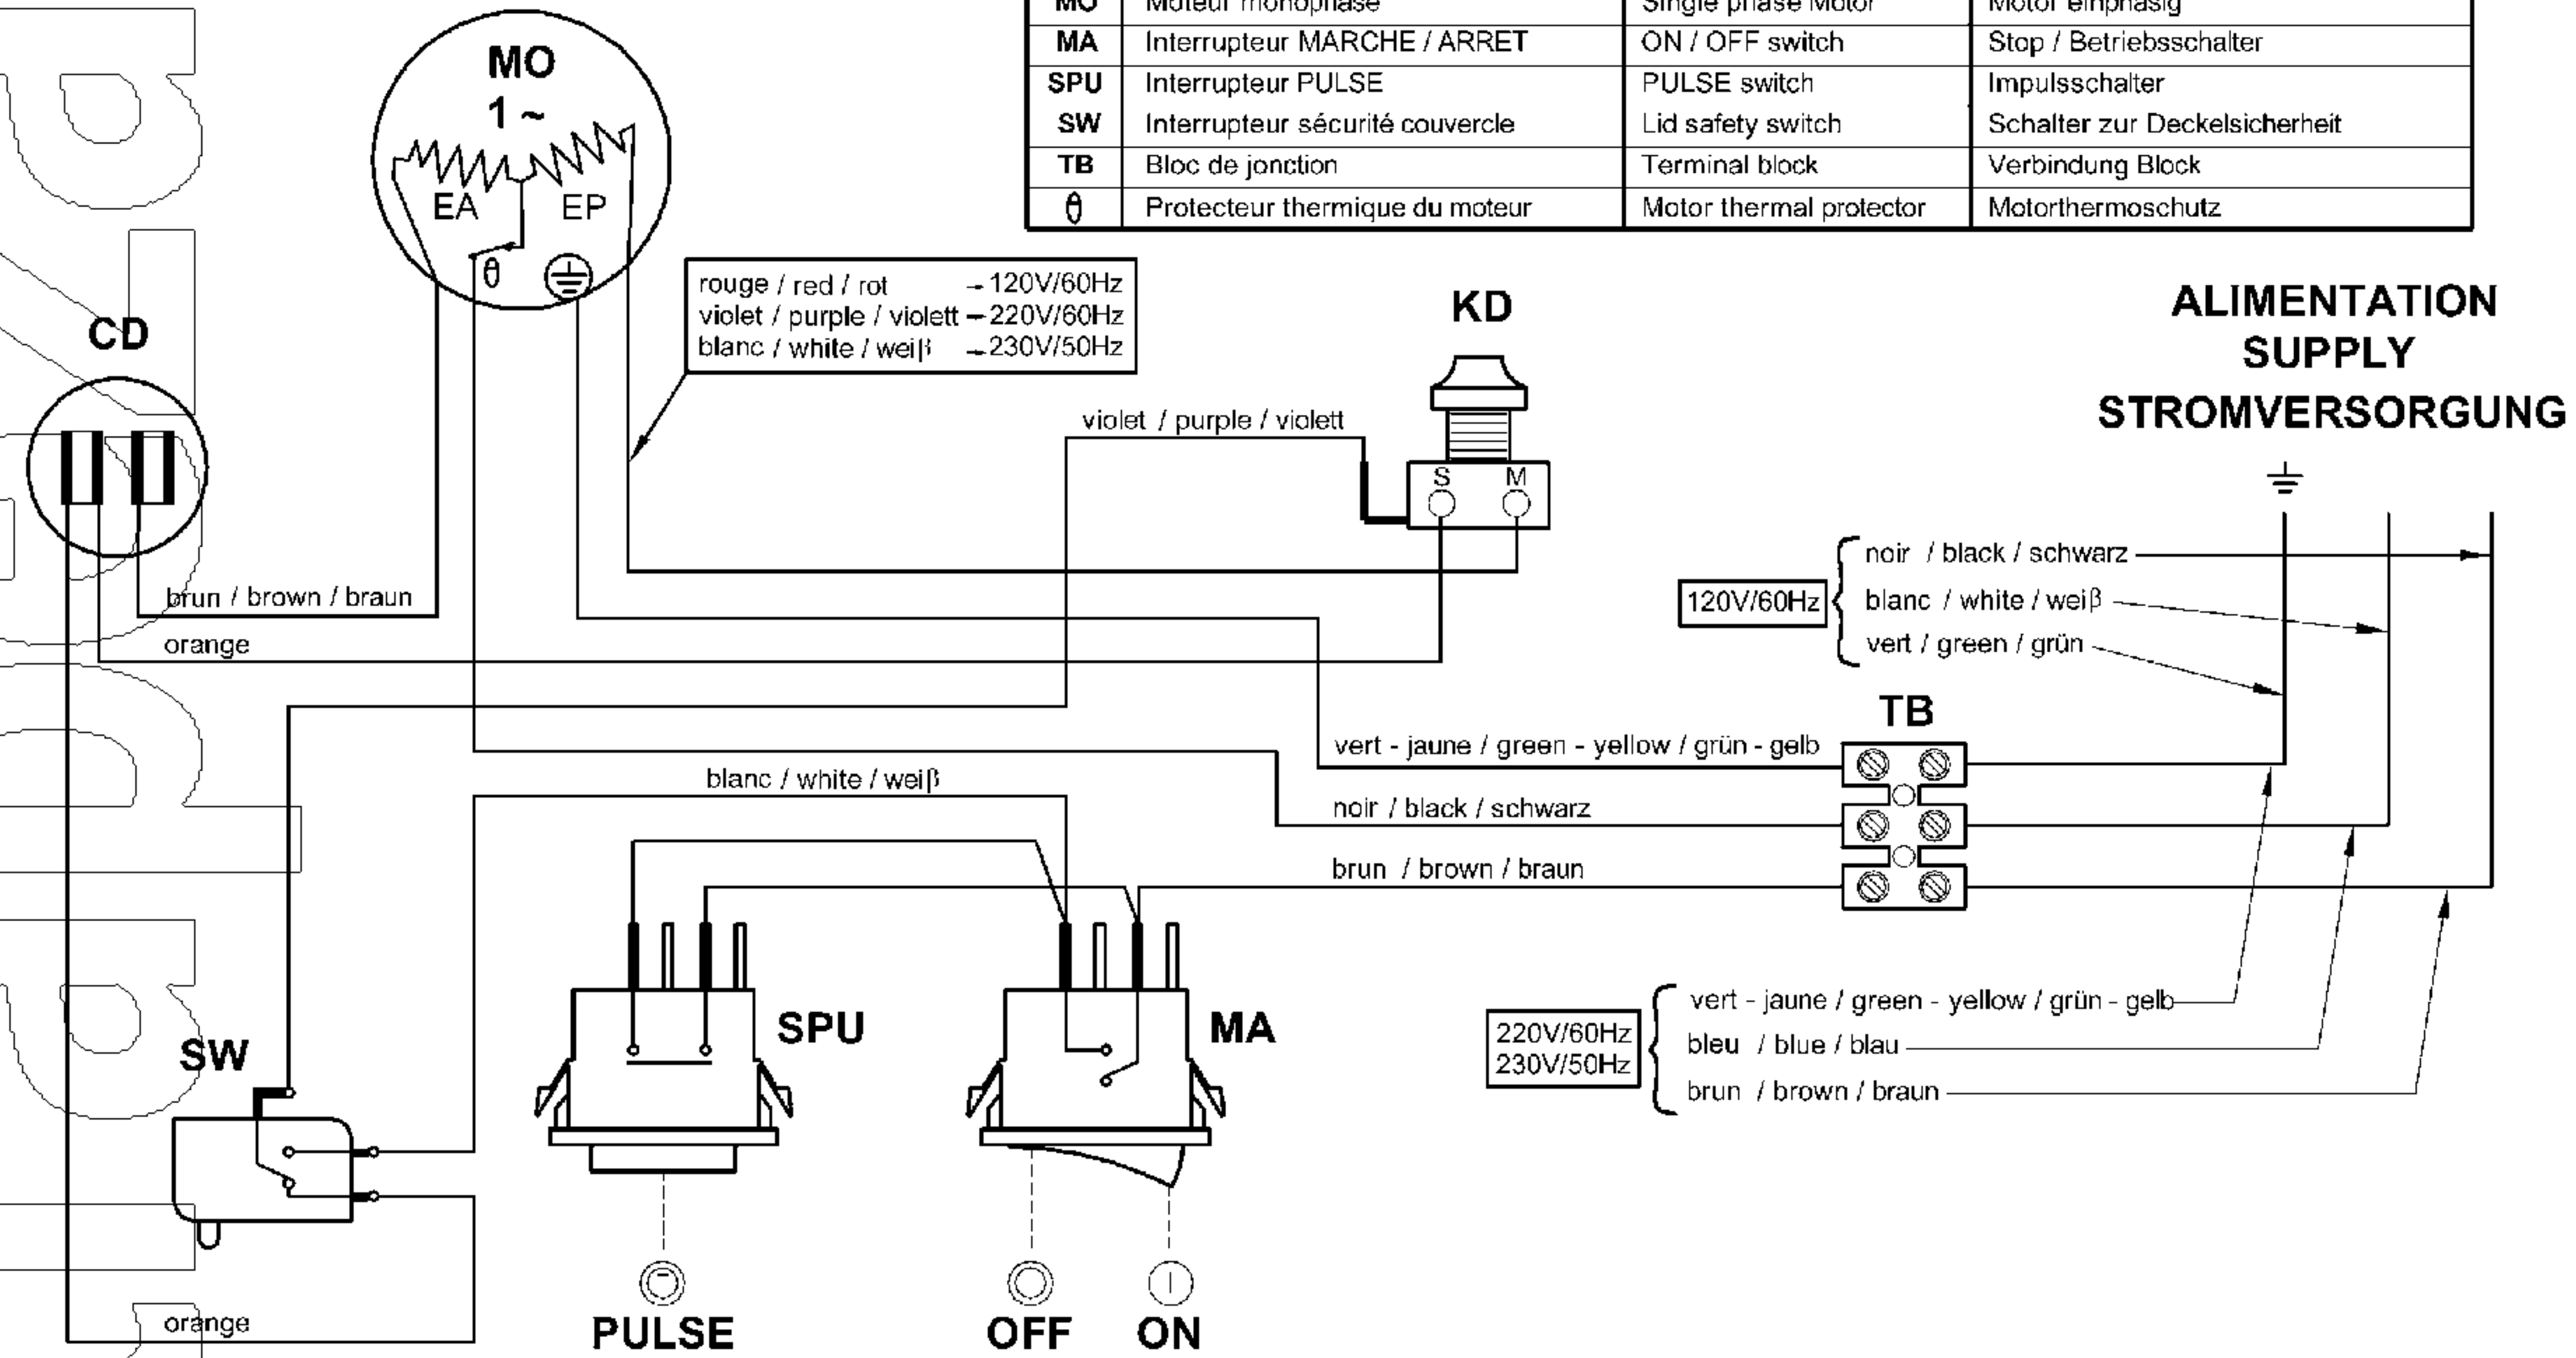 MO Moteur monophasé Single phase Motor Motor einphasig
MA Interrupteur MARCHE / ARRET ON / OFF switch Stop / Betriebsschalter
SPU Interrupteur PULSE PULSE switch Impulsschalter
SW Interrupteur sécurité couvercle Lid safety switch Schalter zur Deckelsicherheit
TB Bloc de jonction Terminal block Verbindung Block
θ Protecteur thermique du moteur Motor thermal protector Motorthermoschutz
MO
1 ~
EA EP
θ
rouge / red / rot 120V/60Hz
violet / purple / violett 220V/60Hz
blanc / white / weiβ 230V/50Hz
CD
KD
S M
violet / purple / violett
ALIMENTATION
SUPPLY
STROMVERSORGUNG
brun / brown / braun
orange
120V/60Hz
noir / black / schwarz
blanc / white / weiβ
vert / green / grün
TB
vert - jaune / green - yellow / grün - gelb
noir / black / schwarz
brun / brown / braun
blanc / white / weiβ
SPU
MA
SW
220V/60Hz
230V/50Hz
vert - jaune / green - yellow / grün - gelb
bleu / blue / blau
brun / brown / braun
orange
PULSE
OFF
ON